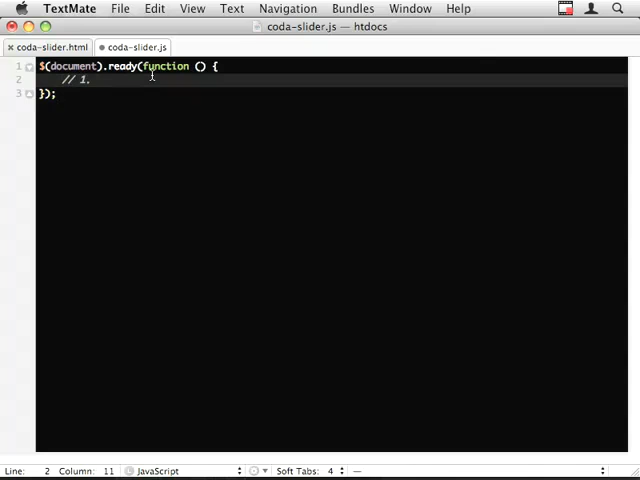 TextMate File Edit View Text Navigation Bundles Window Help
coda-slider.js — htdocs
coda-slider.html coda-slider.js
1 $(document).ready(function () {
2 // 1.
3 });
Line: 2 Column: 11 JavaScript Soft Tabs: 4 —